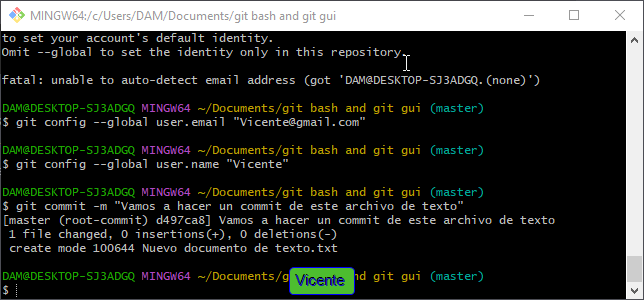 MINGW64:/c/Users/DAM/Documents/git bash and git gui
to set your account's default identity.
Omit --global to set the identity only in this repository.
fatal: unable to auto-detect email address (got 'DAM@DESKTOP-SJ3ADGQ.(none)')
DAM@DESKTOP-SJ3ADGQ MINGW64 ~/Documents/git bash and git gui (master)
$ git config --global user.email "Vicente@gmail.com"
DAM@DESKTOP-SJ3ADGQ MINGW64 ~/Documents/git bash and git gui (master)
$ git config --global user.name "Vicente"
DAM@DESKTOP-SJ3ADGQ MINGW64 ~/Documents/git bash and git gui (master)
$ git commit -m "Vamos a hacer un commit de este archivo de texto"
[master (root-commit) d497ca8] Vamos a hacer un commit de este archivo de texto
1 file changed, 0 insertions(+), 0 deletions(-)
create mode 100644 Nuevo documento de texto.txt
DAM@DESKTOP-SJ3ADGQ MINGW64 ~/Documents/g and git gui (master)
Vicente
$